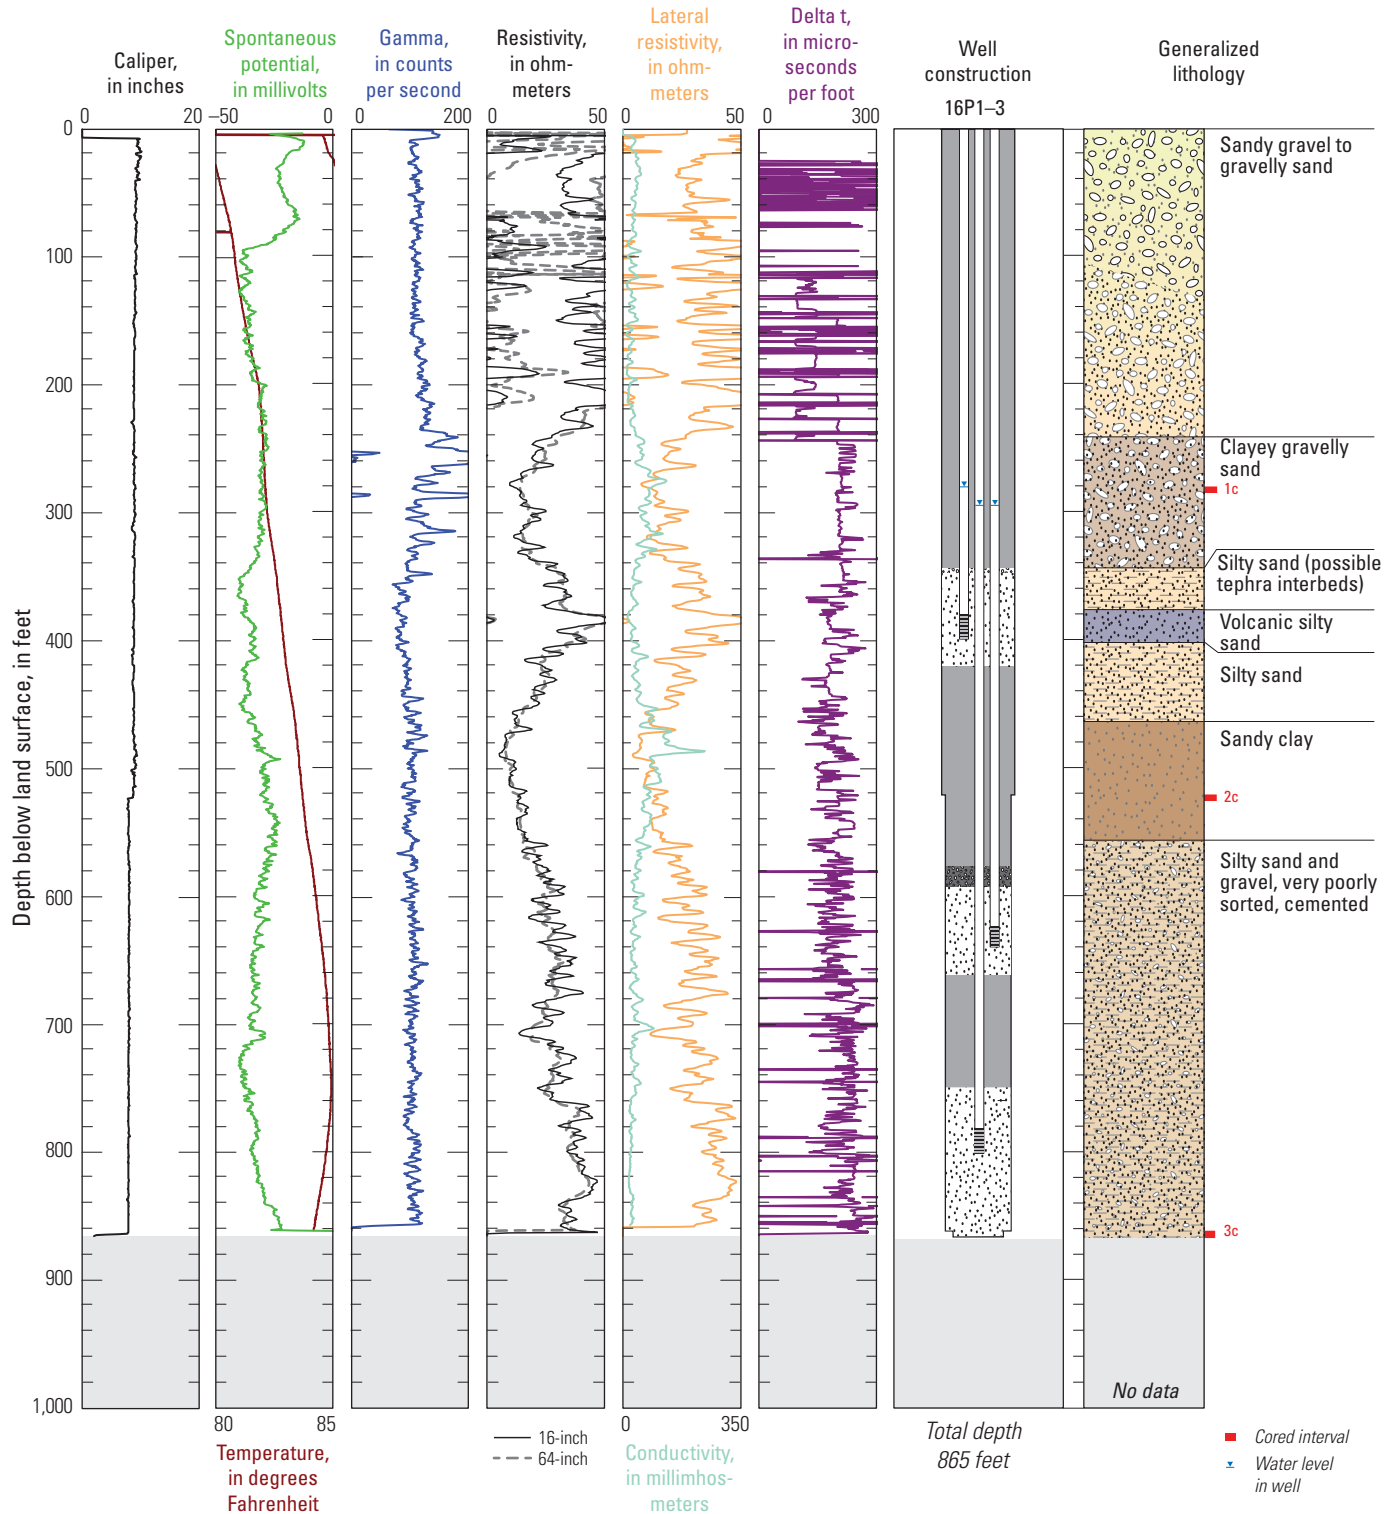 Caliper,
in inches
Spontaneous
potential,
in millivolts
Gamma,
in counts
per second
Resistivity,
in ohm-
meters
Lateral
resistivity,
in ohm-
meters
Delta t,
in micro-
seconds
per foot
Well
construction
16P1–3
Generalized
lithology
0 20
–50 0
0 200
0 50
0 50
0 300
Depth below land surface, in feet
0
100
200
300
400
500
600
700
800
900
1,000
Sandy gravel to
gravelly sand
Clayey gravelly
sand
1c
Silty sand (possible
tephra interbeds)
Volcanic silty
sand
Silty sand
Sandy clay
2c
Silty sand and
gravel, very poorly
sorted, cemented
3c
No data
80 85
Temperature,
in degrees
Fahrenheit
16-inch
64-inch
0 350
Conductivity,
in millimhos-
meters
Total depth
865 feet
Cored interval
Water level
in well